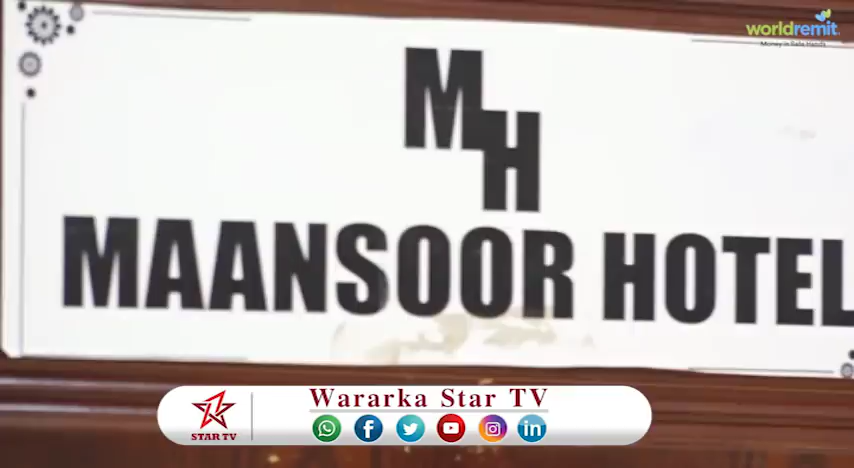 worldremit
Money in Safe Hands
MH
MAANSOOR HOTEL
Wararka Star TV
STAR TV